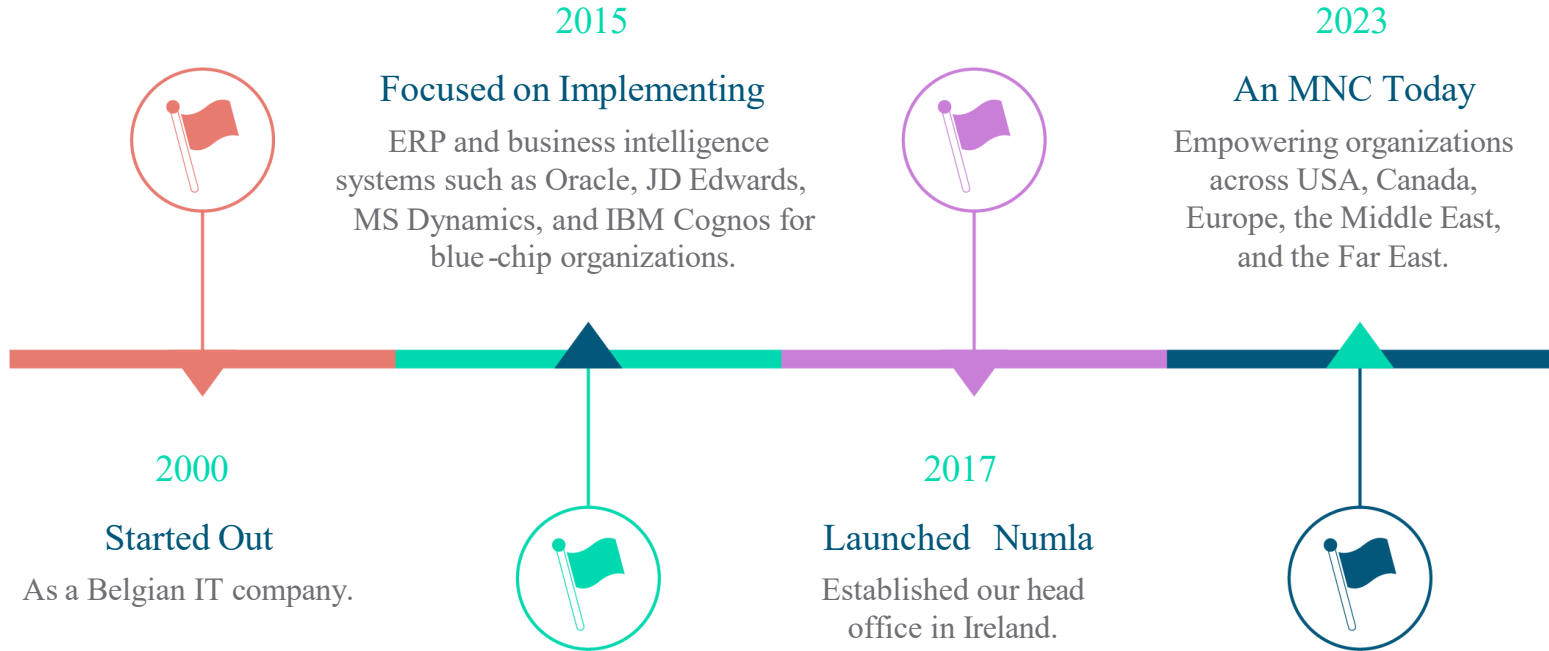 2000
Started Out
As a Belgian IT company.
2015
Focused on Implementing
ERP and business intelligence
systems such as Oracle, JD Edwards,
MS Dynamics, and IBM Cognos for
blue-chip organizations.
2017
Launched Numla
Established our head
office in Ireland.
2023
An MNC Today
Empowering organizations
across USA, Canada,
Europe, the Middle East,
and the Far East.